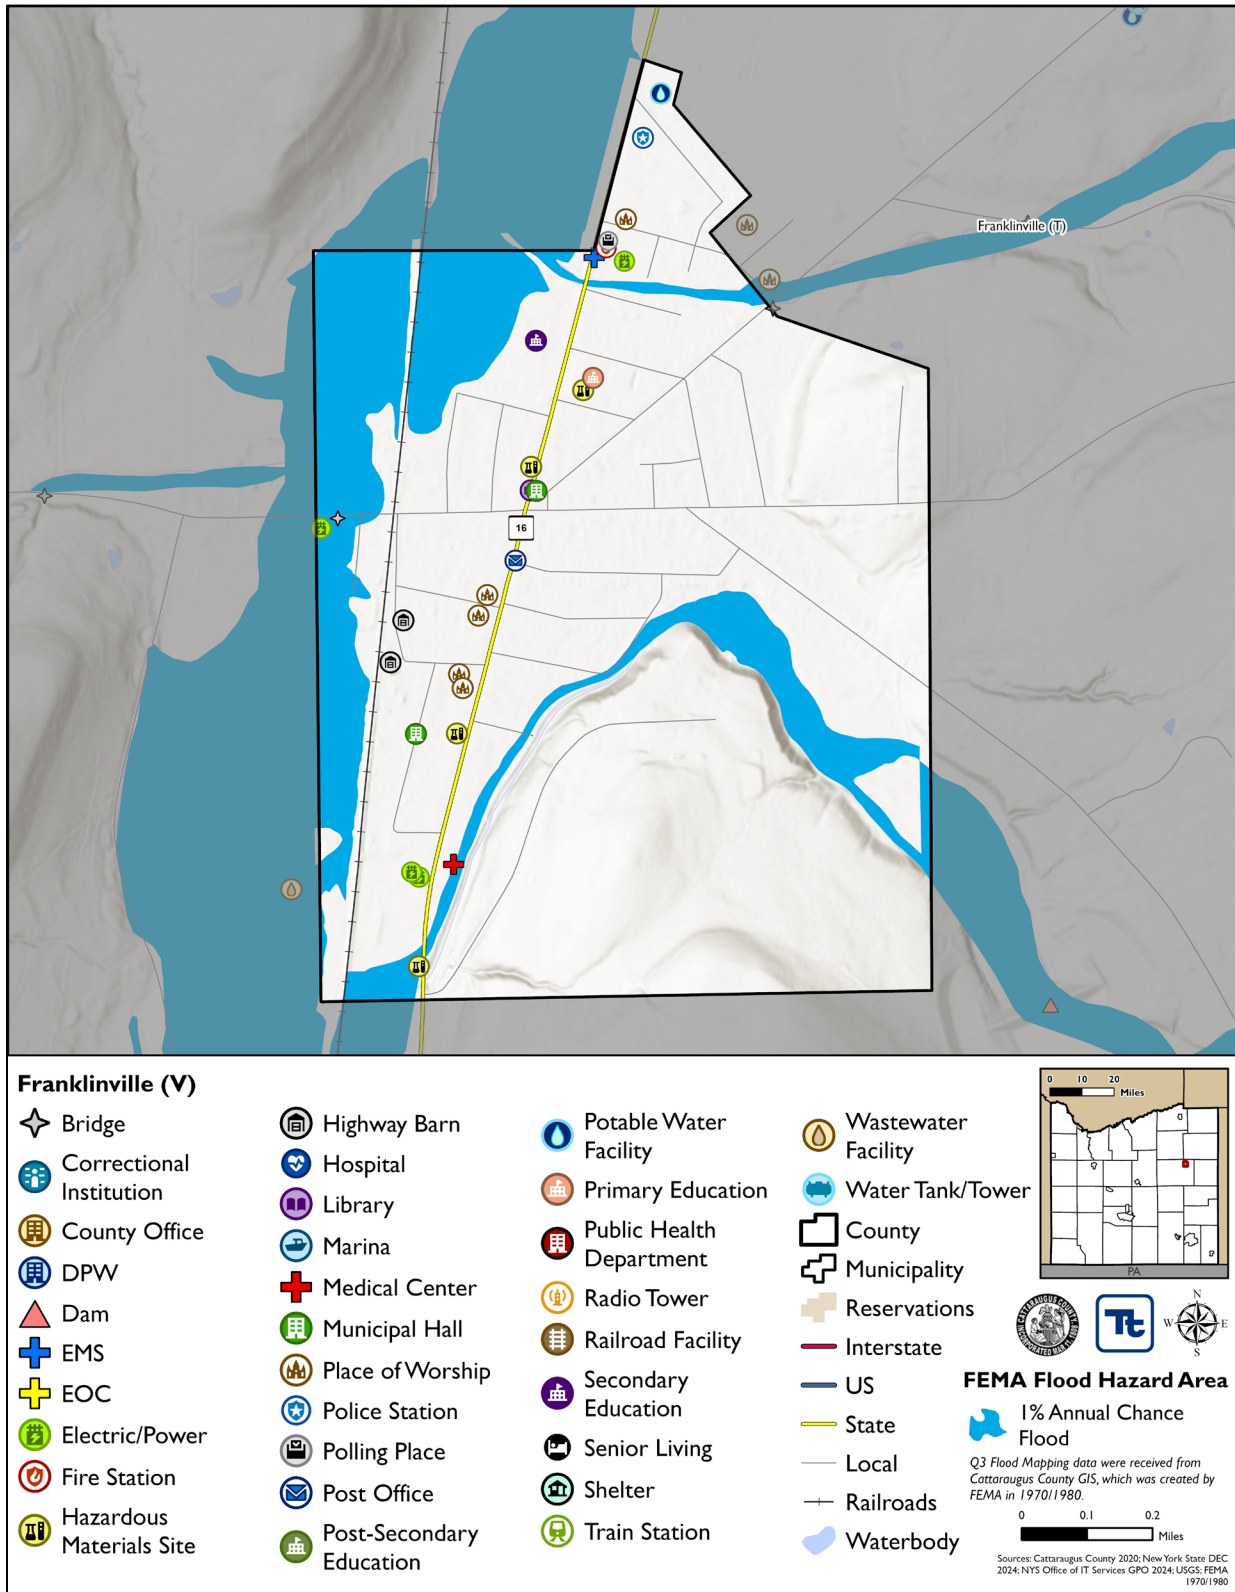 Franklinville (T)
16
Franklinville (V)
Bridge
Correctional
Institution
County Office
DPW
Dam
EMS
EOC
Electric/Power
Fire Station
Hazardous
Materials Site
Highway Barn
Hospital
Library
Marina
Medical Center
Municipal Hall
Place of Worship
Police Station
Polling Place
Post Office
Post-Secondary
Education
Potable Water
Facility
Primary Education
Public Health
Department
Radio Tower
Railroad Facility
Secondary
Education
Senior Living
Shelter
Train Station
Wastewater
Facility
Water Tank/Tower
County
Municipality
Reservations
Interstate
US
State
Local
Railroads
Waterbody
0 10 20
Miles
PA
Tt
N
W E
S
FEMA Flood Hazard Area
1% Annual Chance
Flood
Q3 Flood Mapping data were received from
Cattaraugus County GIS, which was created by
FEMA in 1970/1980.
0 0.1 0.2
Miles
Sources: Cattaraugus County 2020; New York State DEC
2024; NYS Office of IT Services GPO 2024; USGS; FEMA
1970/1980